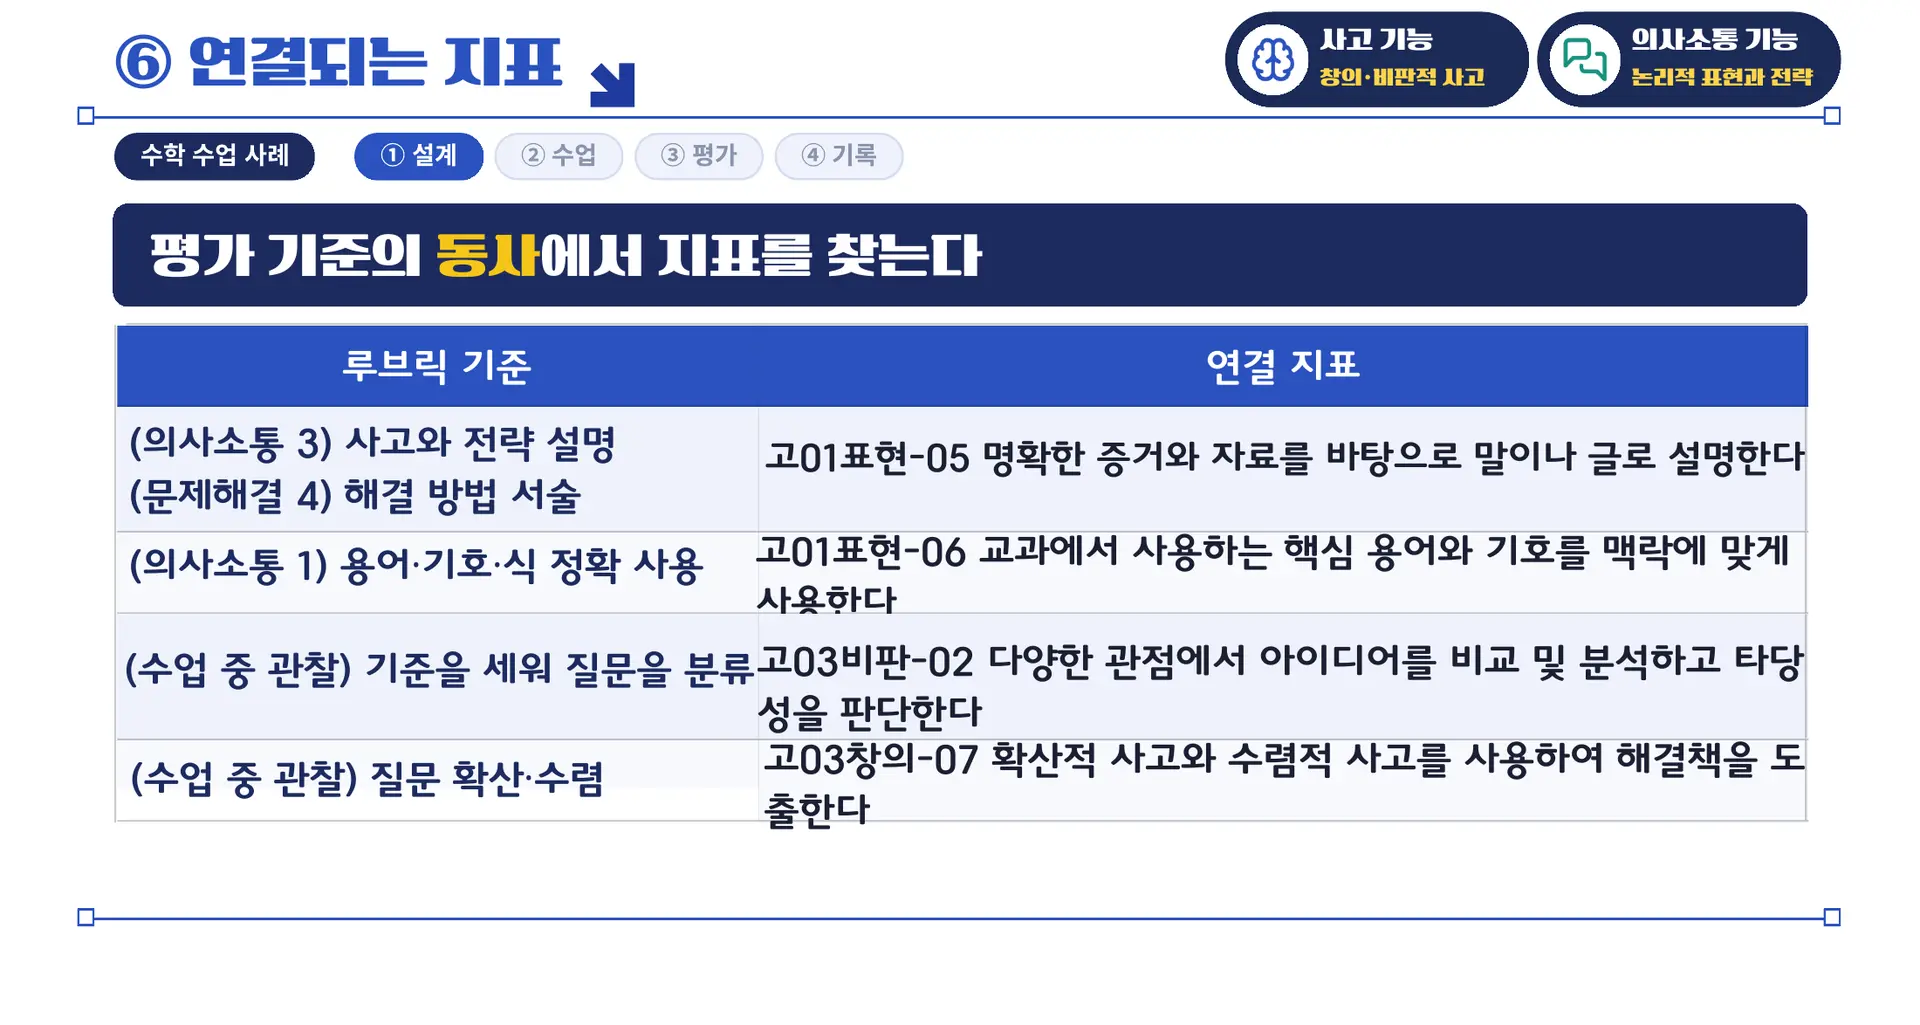 ⑥ 연결되는 지표
사고 기능
창의·비판적 사고
의사소통 기능
논리적 표현과 전략
수학 수업 사례
① 설계
② 수업
③ 평가
④ 기록
평가 기준의 동사에서 지표를 찾는다
루브릭 기준
연결 지표
(의사소통 3) 사고와 전략 설명
(문제해결 4) 해결 방법 서술
고01표현-05 명확한 증거와 자료를 바탕으로 말이나 글로 설명한다
(의사소통 1) 용어·기호·식 정확 사용
고01표현-06 교과에서 사용하는 핵심 용어와 기호를 맥락에 맞게
사용한다
(수업 중 관찰) 기준을 세워 질문을 분류
고03비판-02 다양한 관점에서 아이디어를 비교 및 분석하고 타당
성을 판단한다
(수업 중 관찰) 질문 확산·수렴
고03창의-07 확산적 사고와 수렴적 사고를 사용하여 해결책을 도
출한다